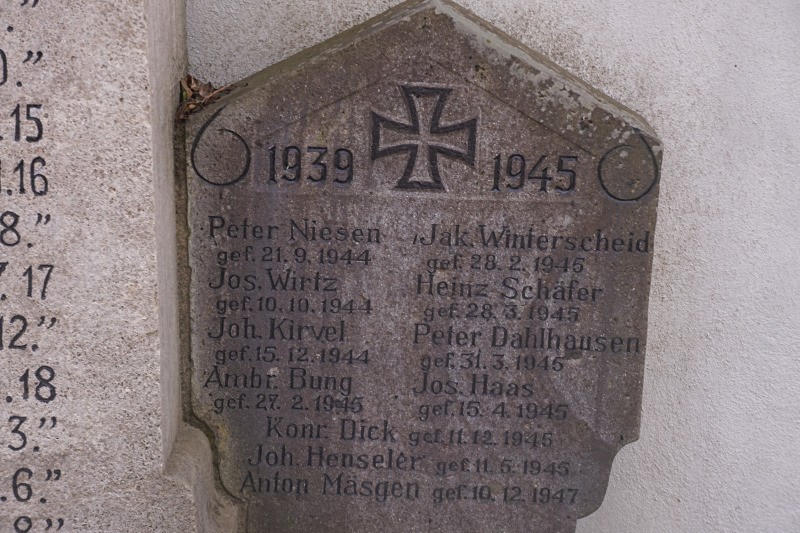 .”
0.”
.15
1.16
8.”
7.17
12.”
.18
3.”
.6.”
8.”
1939 1945
Peter Niesen
gef. 21. 9. 1944
Jos. Wirtz
gef. 10. 10. 1944
Joh. Kirvel
gef. 15. 12. 1944
Ambr. Bung
gef. 27. 2. 1945
Jak. Winterscheid
gef. 28. 2. 1945
Heinz Schäfer
gef. 28. 3. 1945
Peter Dahlhausen
gef. 31. 3. 1945
Jos. Haas
gef. 15. 4. 1945
Konr. Dick gef. 11. 12. 1945
Joh. Henseler gef. 11. 5. 1945
Anton Mäsgen gef. 10. 12. 1947